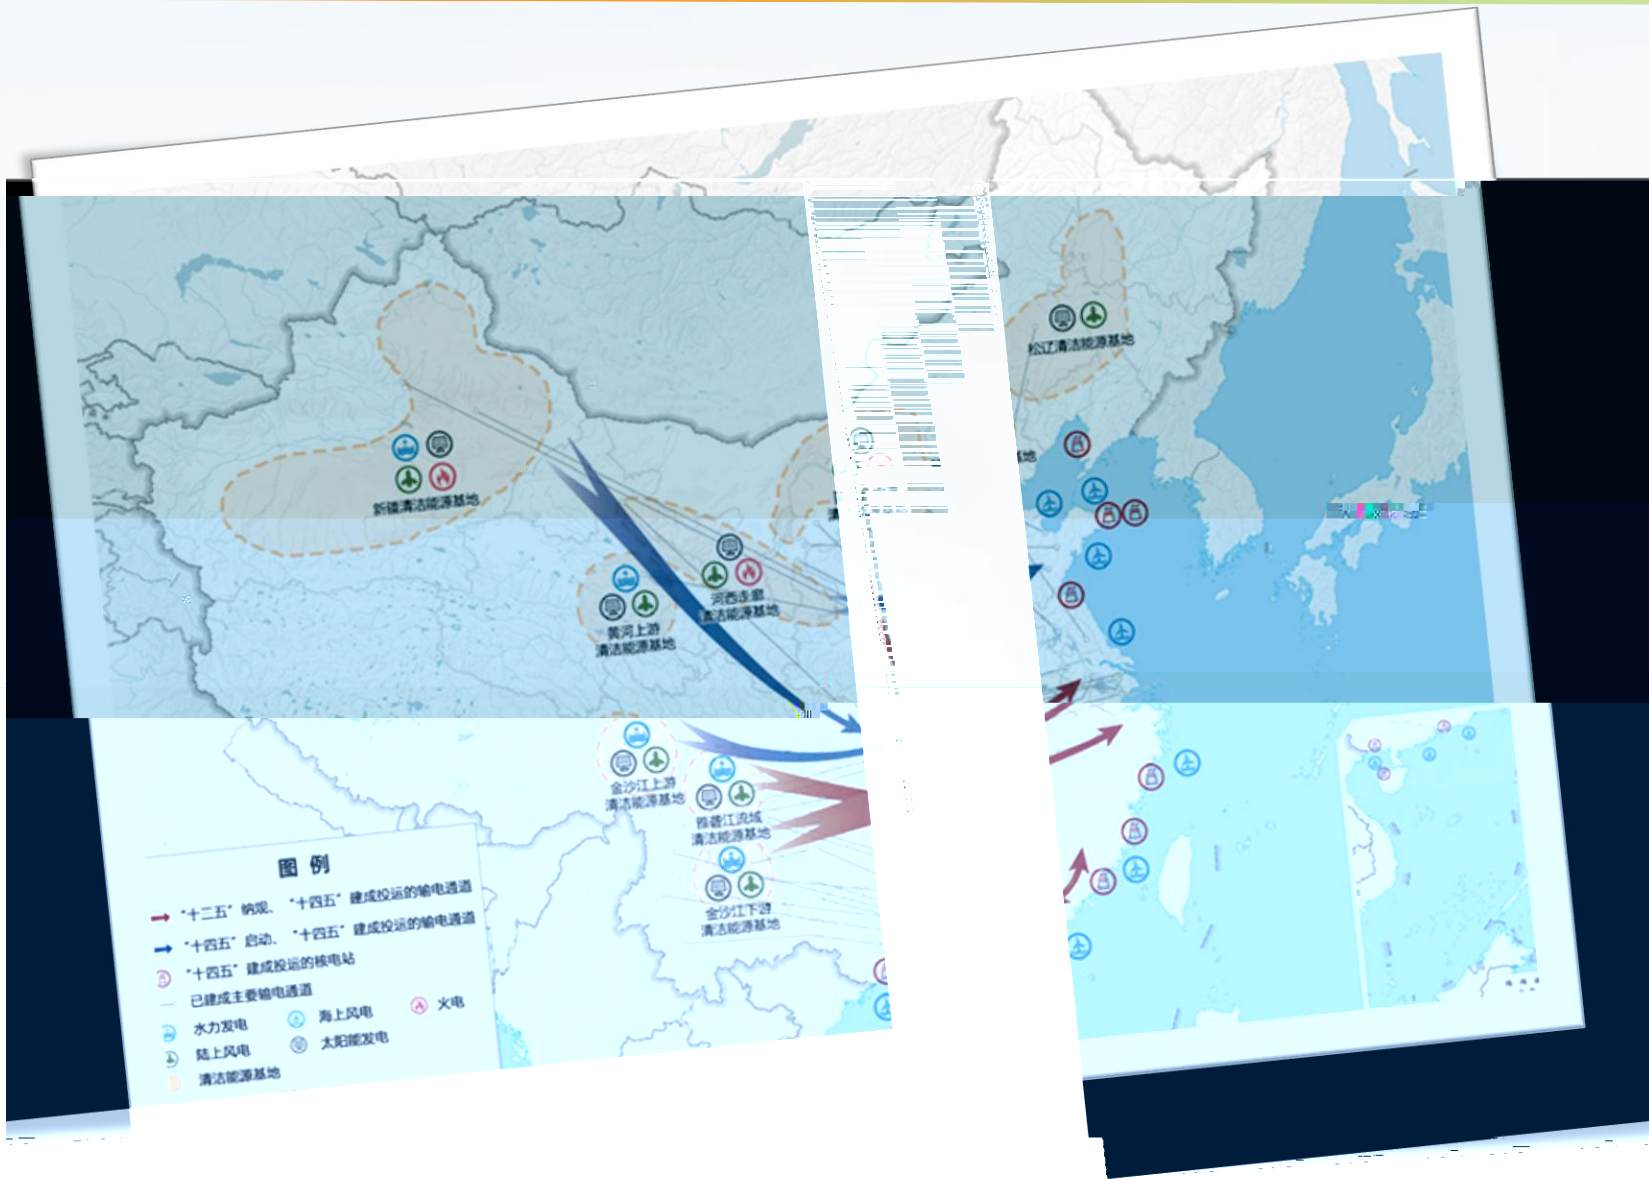 松辽清洁能源基地
基地
新疆清洁能源基地
河西走廊
清洁能源基地
黄河上游
清洁能源基地
金沙江上游
清洁能源基地
雅砻江流域
清洁能源基地
金沙江下游
清洁能源基地
图 例
“十二五”纳规、“十四五”建成投运的输电通道
“十四五”启动、“十四五”建成投运的输电通道
“十四五”建成投运的核电站
已建成主要输电通道
水力发电 海上风电 火电
陆上风电 太阳能发电
清洁能源基地